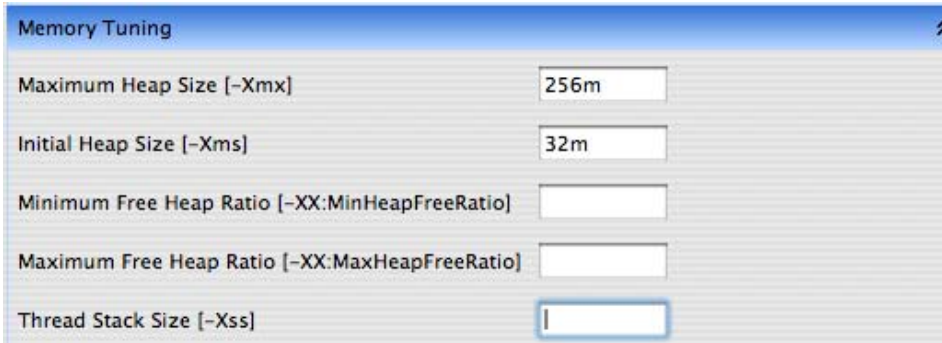 Memory Tuning
Maximum Heap Size [-Xmx] 256m
Initial Heap Size [-Xms] 32m
Minimum Free Heap Ratio [-XX:MinHeapFreeRatio]
Maximum Free Heap Ratio [-XX:MaxHeapFreeRatio]
Thread Stack Size [-Xss]